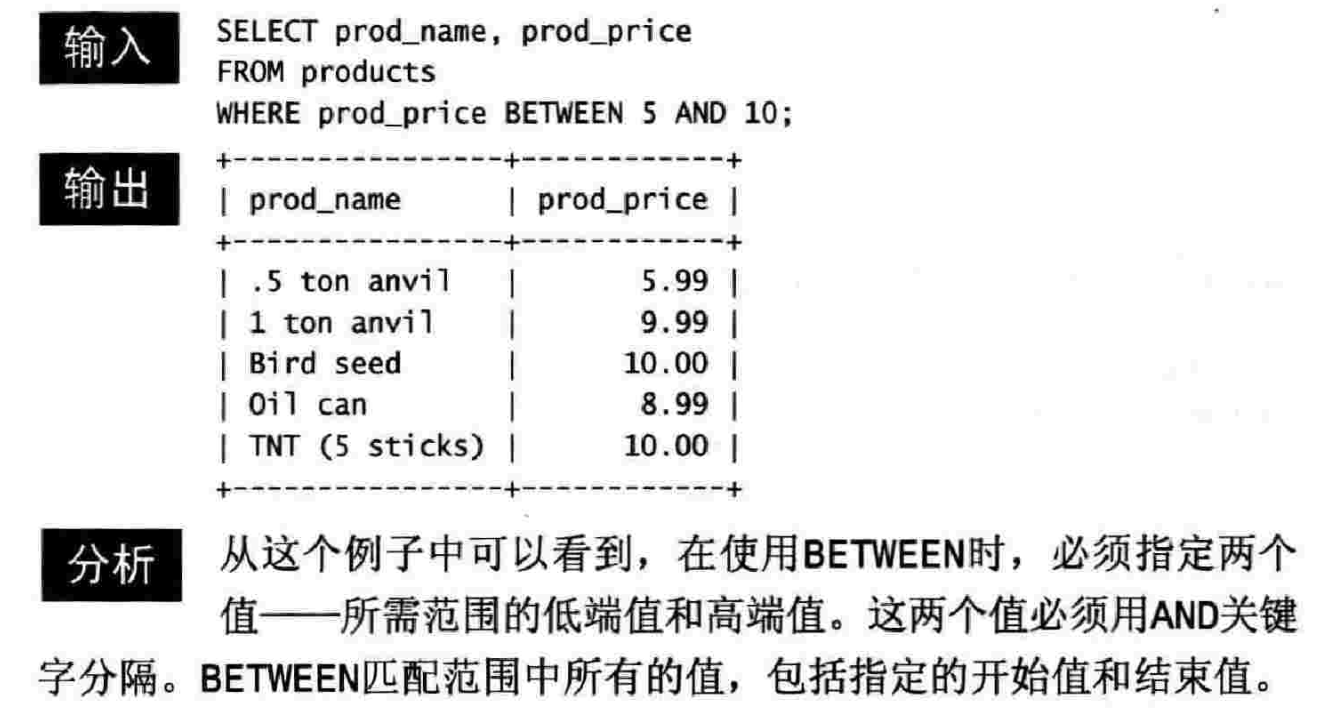 输入
SELECT prod_name, prod_price
FROM products
WHERE prod_price BETWEEN 5 AND 10;
输出
+----------------+------------+
| prod_name      | prod_price |
+----------------+------------+
| .5 ton anvil   |       5.99 |
| 1 ton anvil    |       9.99 |
| Bird seed      |      10.00 |
| Oil can        |       8.99 |
| TNT (5 sticks) |      10.00 |
+----------------+------------+
分析
从这个例子中可以看到，在使用BETWEEN时，必须指定两个
值——所需范围的低端值和高端值。这两个值必须用AND关键
字分隔。BETWEEN匹配范围中所有的值，包括指定的开始值和结束值。